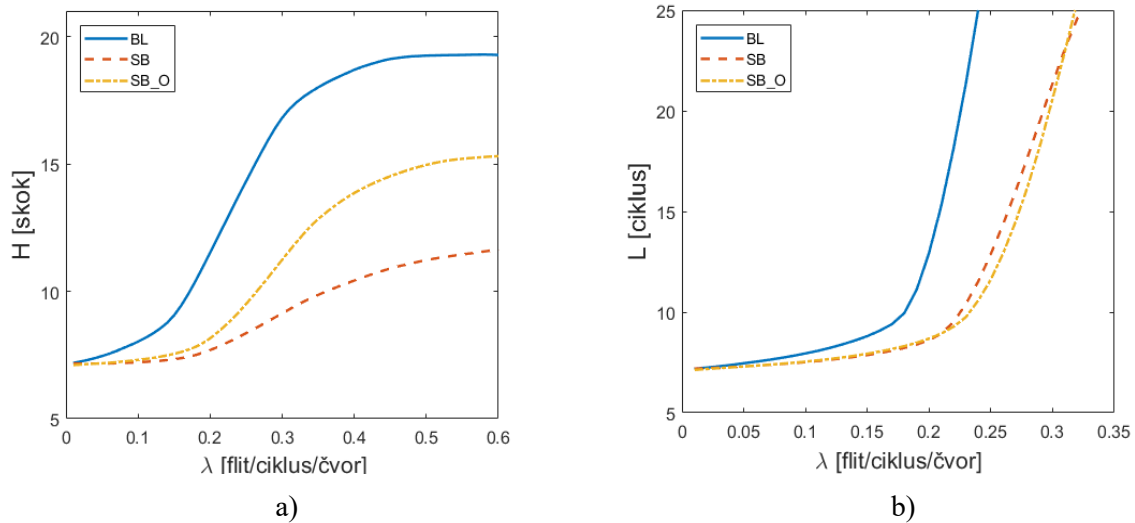 BL
SB
SB_O
20
15
10
5
H [skok]
0 0.1 0.2 0.3 0.4 0.5 0.6
λ [flit/ciklus/čvor]
a)
BL
SB
SB_O
25
20
15
10
5
L [ciklus]
0 0.05 0.1 0.15 0.2 0.25 0.3 0.35
λ [flit/ciklus/čvor]
b)